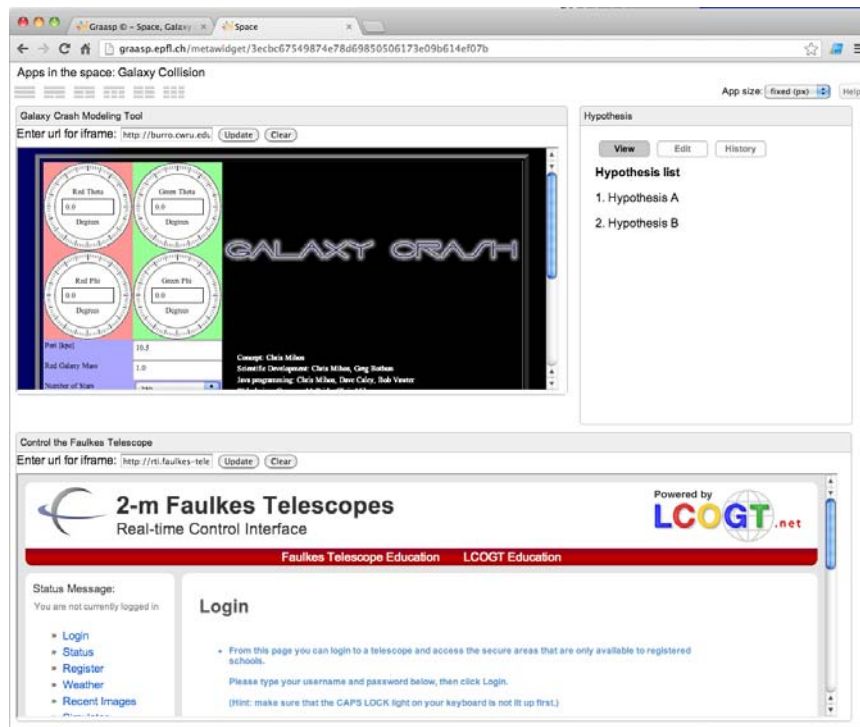 Graasp © - Space, Galaxy
Space
graasp.epfl.ch/metawidget/3ecbc67549874e78d69850506173e09b614ef07b
Apps in the space: Galaxy Collision
App size: fixed (px) Help
Galaxy Crash Modeling Tool
Enter url for iframe: http://burro.cwru.edu Update Clear
Red Theta
0.0
Degrees
Green Theta
0.0
Degrees
Red Phi
0.0
Degrees
Green Phi
0.0
Degrees
Peri [kpc] 10.5
Red Galaxy Mass 1.0
Number of Stars 250
GALAXY CRASH
Concept: Chris Mihos
Scientific Development: Chris Mihos, Greg Bothun
Java programming: Chris Mihos, Dave Caley, Bob Vawter
Hypothesis
View Edit History
Hypothesis list
1. Hypothesis A
2. Hypothesis B
Control the Faulkes Telescope
Enter url for iframe: http://rti.faulkes-tele Update Clear
2-m Faulkes Telescopes
Real-time Control Interface
Powered by
LCOGT.net
Faulkes Telescope Education LCOGT Education
Status Message:
You are not currently logged in
» Login
» Status
» Register
» Weather
» Recent Images
Login
• From this page you can login to a telescope and access the secure areas that are only available to registered
schools.
Please type your username and password below, then click Login.
(Hint: make sure that the CAPS LOCK light on your keyboard is not lit up first.)